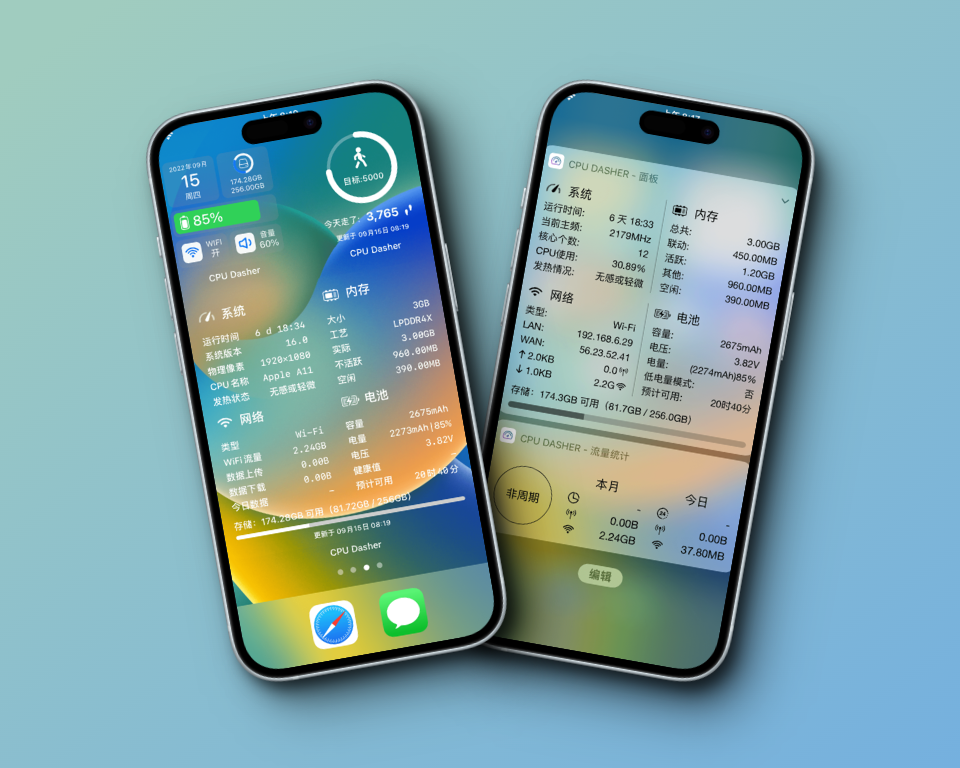 2022年09月
15
周四
174.28GB
256.00GB
85%
WIFI
开
音量
60%
CPU Dasher
目标:5000
今天走了: 3,765
更新于 09月15日 08:19
CPU Dasher
系统
运行时间 6 d 18:34
系统版本 16.0
物理像素 1920×1080
CPU 名称 Apple A11
发热状态 无感或轻微
内存
大小 3GB
工艺 LPDDR4X
实际 3.00GB
不活跃 960.00MB
空闲 390.00MB
网络
类型 Wi-Fi
WiFi 流量 2.24GB
数据上传 0.00B
数据下载 0.00B
今日数据 -
电池
容量 2675mAh
电量 2273mAh|85%
电压 3.82V
健康值 -
预计可用 20时40分
存储: 174.28GB 可用 (81.72GB / 256GB)
更新于 09月15日 08:19
CPU Dasher
CPU DASHER - 面板
系统
运行时间: 6 天 18:33
当前主频: 2179MHz
核心个数: 12
CPU使用: 30.89%
发热情况: 无感或轻微
内存
总共: 3.00GB
联动: 450.00MB
活跃: 1.20GB
其他: 960.00MB
空闲: 390.00MB
网络
类型: Wi-Fi
LAN: 192.168.6.29
WAN: 56.23.52.41
↑ 2.0KB 0.0
↓ 1.0KB 2.2G
电池
容量: 2675mAh
电压: 3.82V
电量: (2274mAh)85%
低电量模式: 否
预计可用: 20时40分
存储: 174.3GB 可用 (81.7GB / 256.0GB)
CPU DASHER - 流量统计
非周期
本月
-
0.00B
2.24GB
今日
24
-
0.00B
37.80MB
编辑